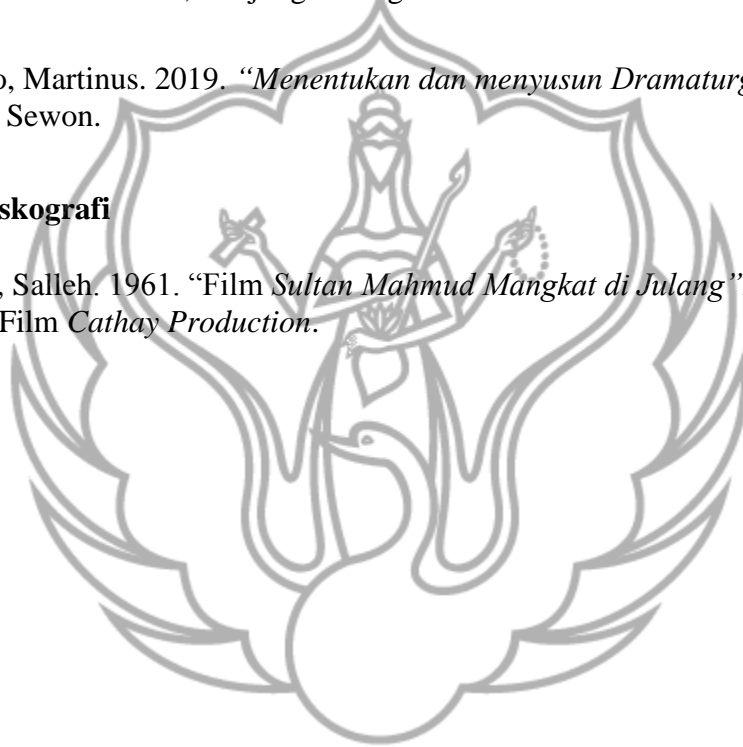 o, Martinus. 2019. “Menentukan dan menyusun Dramaturg
Sewon.
skografi
, Salleh. 1961. “Film Sultan Mahmud Mangkat di Julang”
Film Cathay Production.